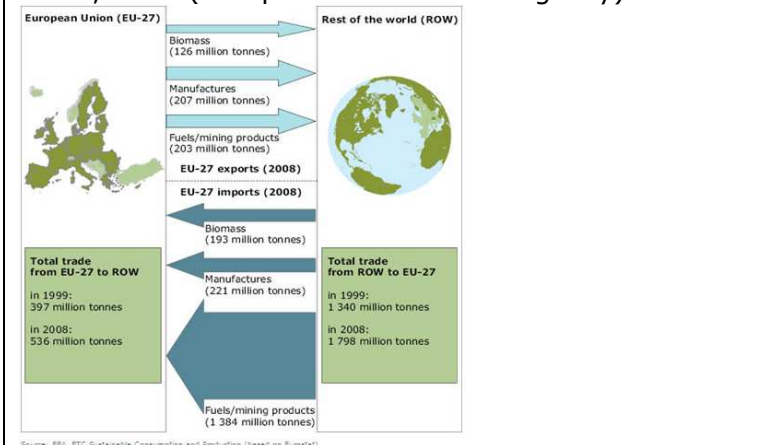 European Union (EU-27)
Rest of the world (ROW)
Biomass
(126 million tonnes)
Manufactures
(207 million tonnes)
Fuels/mining products
(203 million tonnes)
EU-27 exports (2008)
EU-27 imports (2008)
Biomass
(193 million tonnes)
Manufactures
(221 million tonnes)
Fuels/mining products
(1 384 million tonnes)
Total trade
from EU-27 to ROW
in 1999:
397 million tonnes
in 2008:
536 million tonnes
Total trade
from ROW to EU-27
in 1999:
1 340 million tonnes
in 2008:
1 798 million tonnes